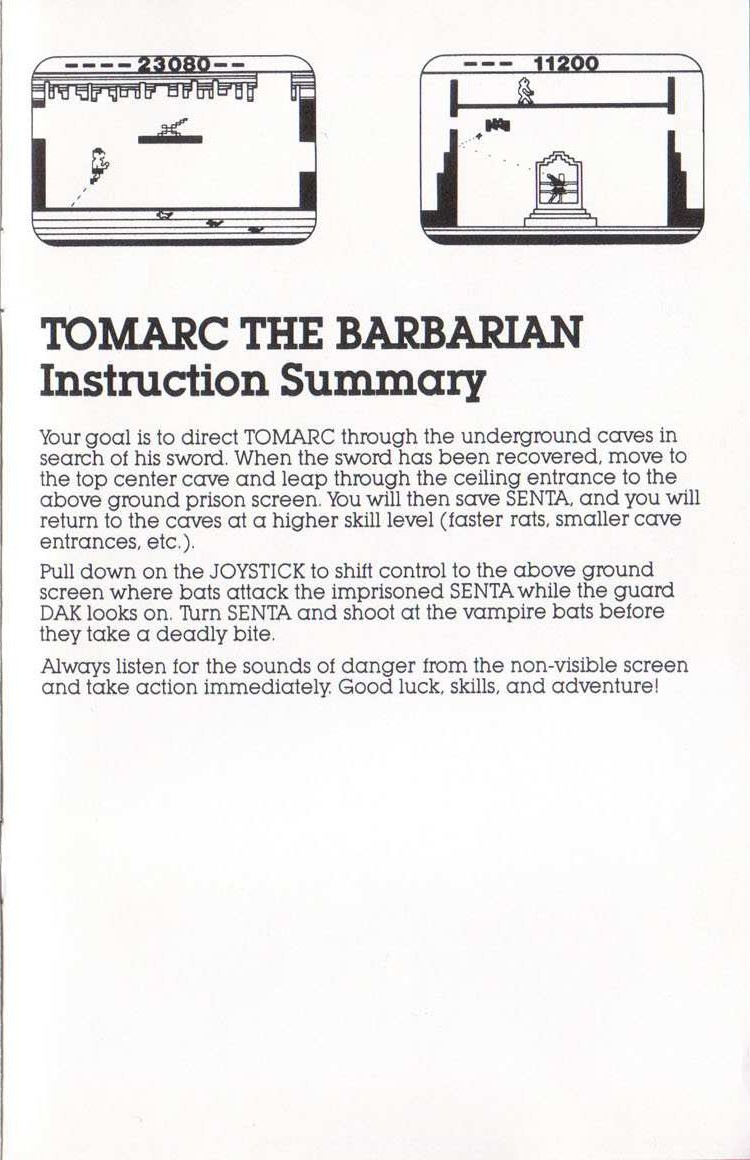 ---- 23080--
--- 11200
TOMARC THE BARBARIAN
Instruction Summary
Your goal is to direct TOMARC through the underground caves in
search of his sword. When the sword has been recovered, move to
the top center cave and leap through the ceiling entrance to the
above ground prison screen. You will then save SENTA, and you will
return to the caves at a higher skill level (faster rats, smaller cave
entrances, etc.).
Pull down on the JOYSTICK to shift control to the above ground
screen where bats attack the imprisoned SENTA while the guard
DAK looks on. Turn SENTA and shoot at the vampire bats before
they take a deadly bite.
Always listen for the sounds of danger from the non-visible screen
and take action immediately. Good luck, skills, and adventure!